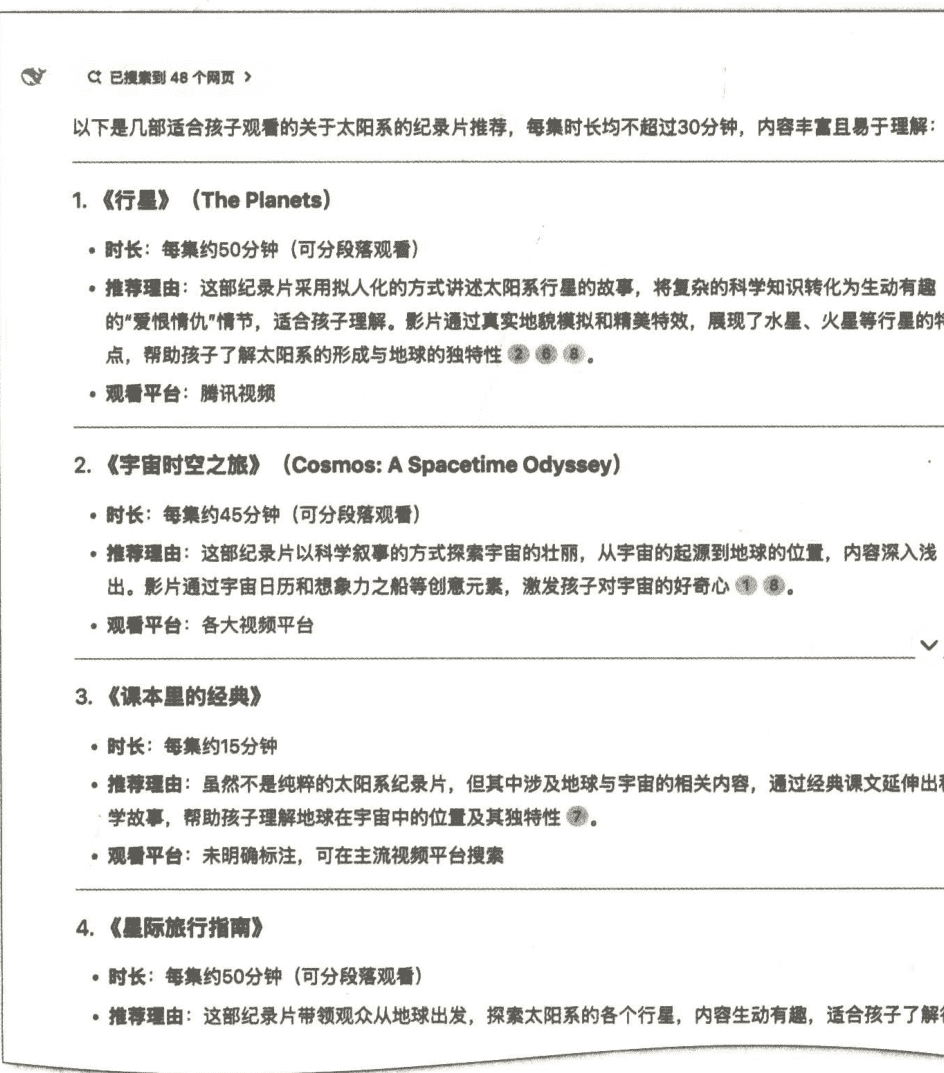 已搜索到 48 个网页 >
以下是几部适合孩子观看的关于太阳系的纪录片推荐，每集时长均不超过30分钟，内容丰富且易于理解：
1. 《行星》（The Planets）
• 时长：每集约50分钟（可分段落观看）
• 推荐理由：这部纪录片采用拟人化的方式讲述太阳系行星的故事，将复杂的科学知识转化为生动有趣
的“爱恨情仇”情节，适合孩子理解。影片通过真实地貌模拟和精美特效，展现了水星、火星等行星的特
点，帮助孩子了解太阳系的形成与地球的独特性 2 6 8 。
• 观看平台：腾讯视频
2. 《宇宙时空之旅》（Cosmos: A Spacetime Odyssey）
• 时长：每集约45分钟（可分段落观看）
• 推荐理由：这部纪录片以科学叙事的方式探索宇宙的壮丽，从宇宙的起源到地球的位置，内容深入浅
出。影片通过宇宙日历和想象力之船等创意元素，激发孩子对宇宙的好奇心 1 8 。
• 观看平台：各大视频平台
3. 《课本里的经典》
• 时长：每集约15分钟
• 推荐理由：虽然不是纯粹的太阳系纪录片，但其中涉及地球与宇宙的相关内容，通过经典课文延伸出
学故事，帮助孩子理解地球在宇宙中的位置及其独特性 7 。
• 观看平台：未明确标注，可在主流视频平台搜索
4. 《星际旅行指南》
• 时长：每集约50分钟（可分段落观看）
• 推荐理由：这部纪录片带领观众从地球出发，探索太阳系的各个行星，内容生动有趣，适合孩子了解